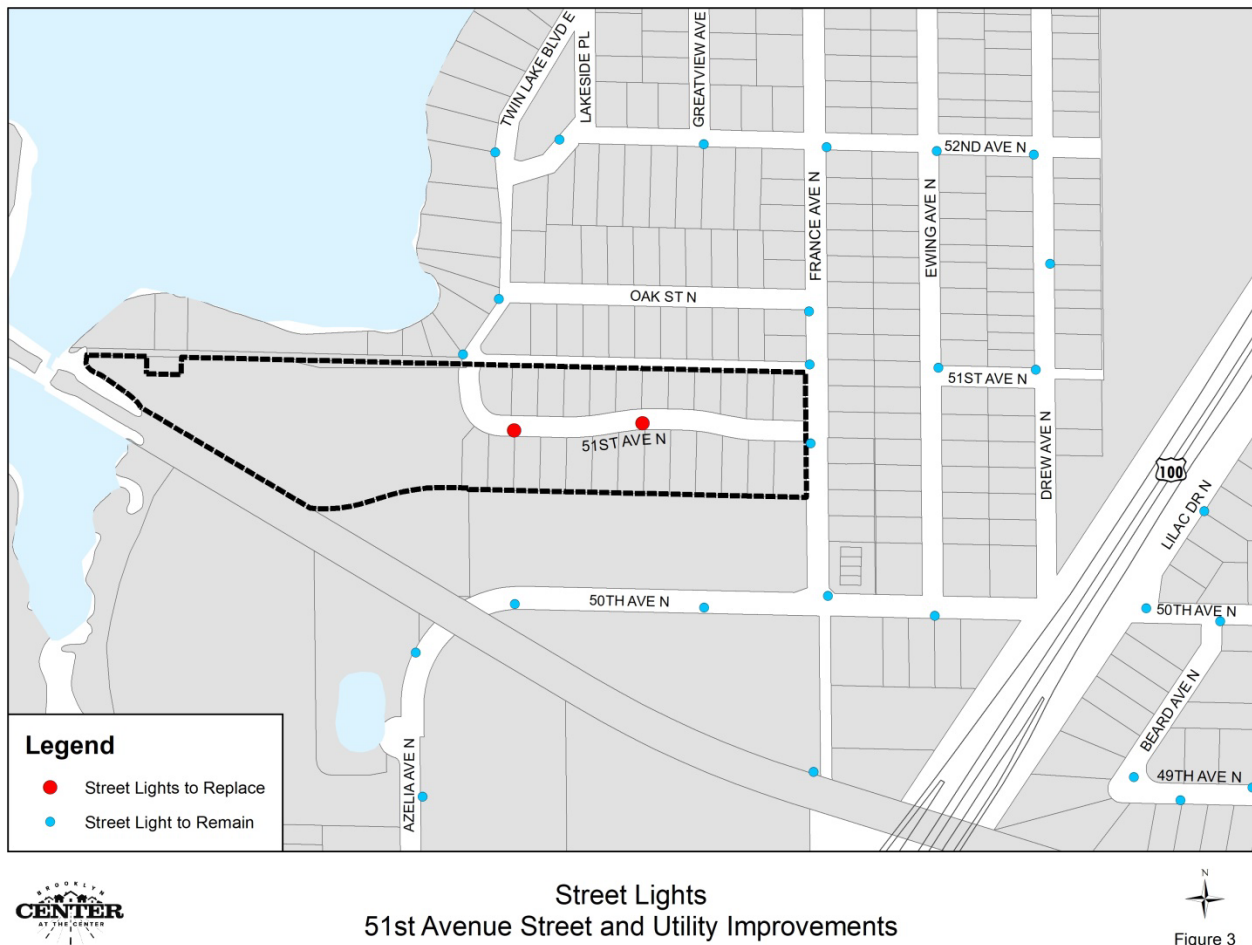 TWIN LAKE BLVD E
LAKESIDE PL
GREATVIEW AVE
52ND AVE N
FRANCE AVE N
EWING AVE N
OAK ST N
51ST AVE N
51ST AVE N
DREW AVE N
100
LILAC DR N
50TH AVE N
50TH AVE N
BEARD AVE N
49TH AVE N
AZELIA AVE N
Legend
Street Lights to Replace
Street Light to Remain
BROOKLYN
CENTER
AT THE CENTER
Street Lights
51st Avenue Street and Utility Improvements
N
Figure 3